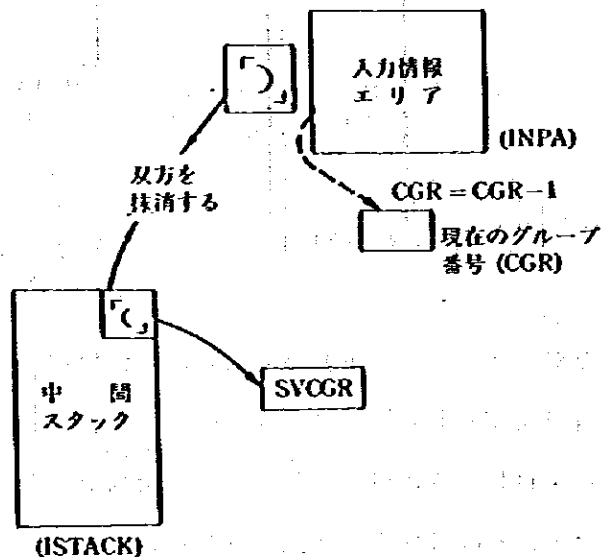 「)」
入力情報
エリア
(INPA)
双方を
抹消する
CGR=CGR-1
現在のグループ
番号(CGR)
「(」
SVCGR
中間
スタック
(ISTACK)